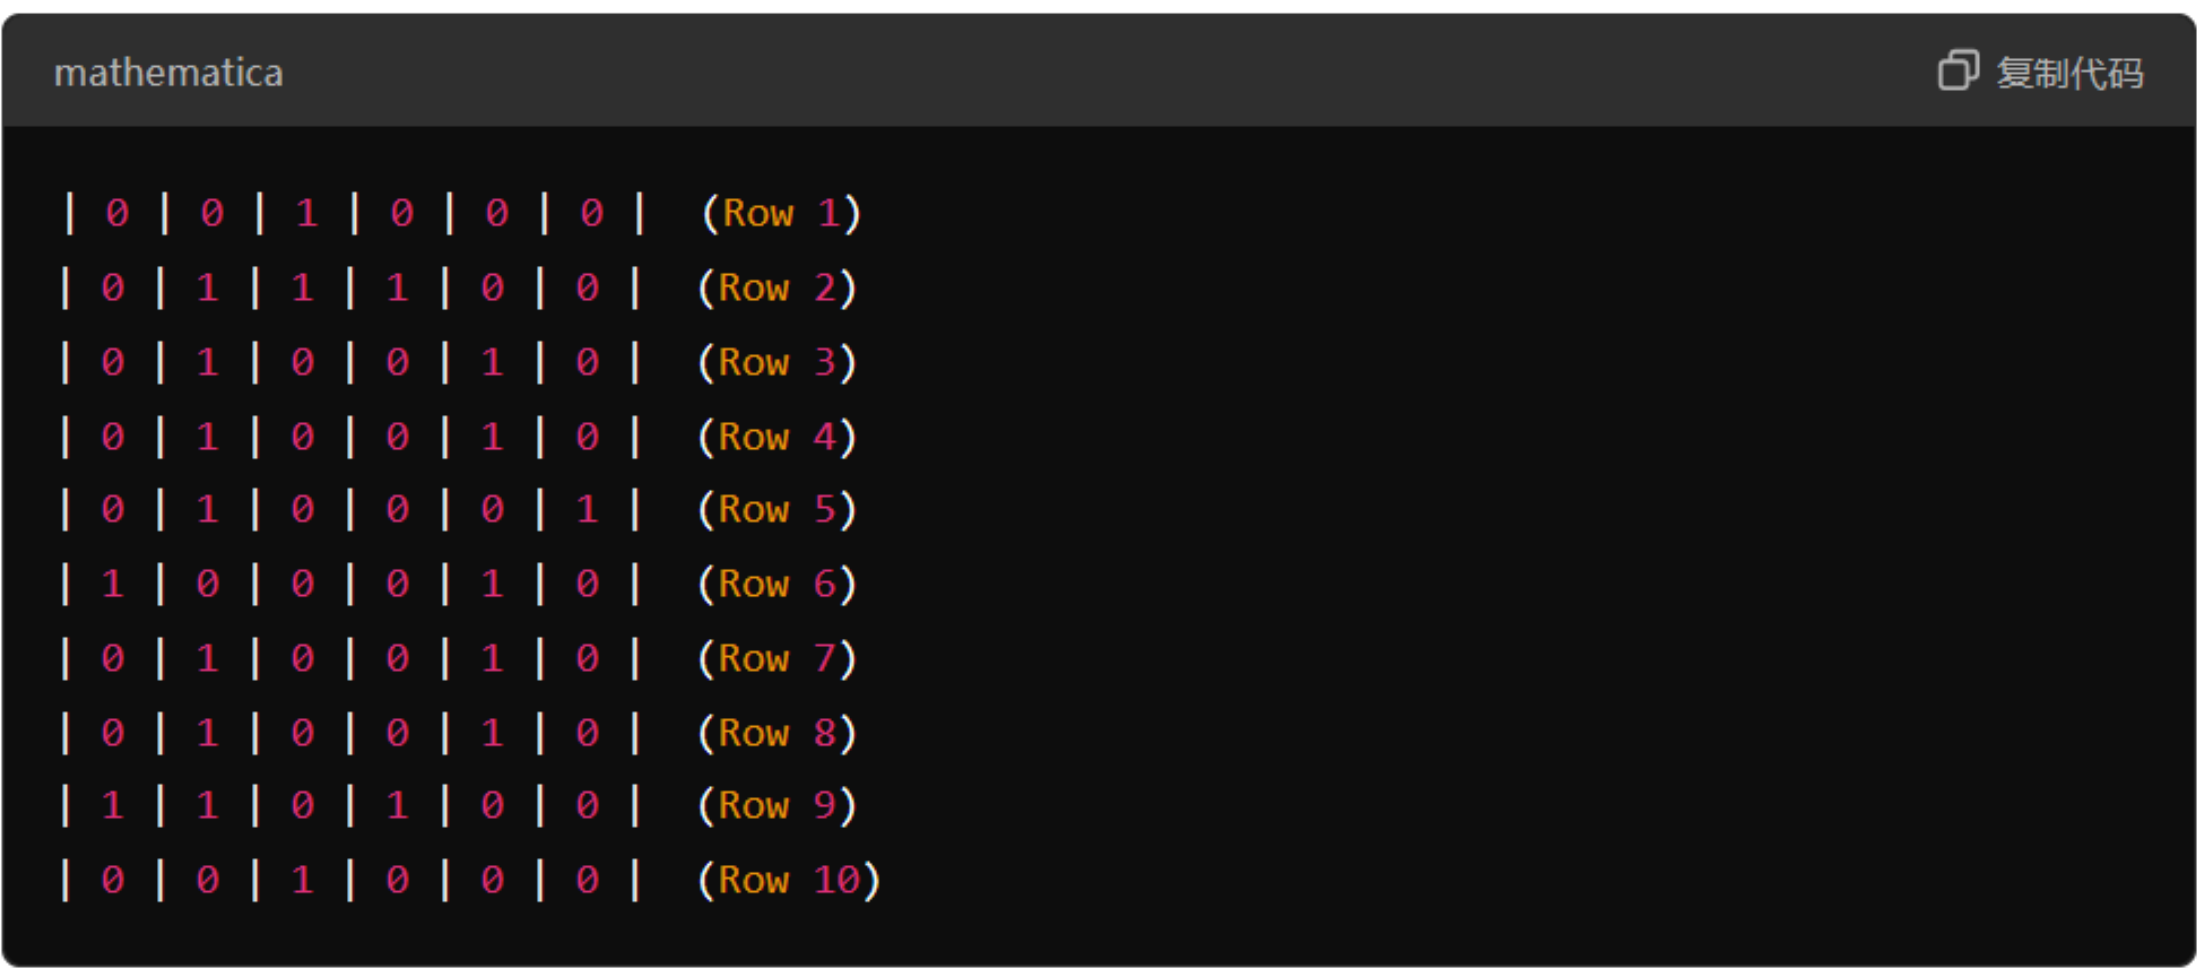 mathematica
复制代码
| 0 | 0 | 1 | 0 | 0 | 0 | (Row 1)
| 0 | 1 | 1 | 1 | 0 | 0 | (Row 2)
| 0 | 1 | 0 | 0 | 1 | 0 | (Row 3)
| 0 | 1 | 0 | 0 | 1 | 0 | (Row 4)
| 0 | 1 | 0 | 0 | 0 | 1 | (Row 5)
| 1 | 0 | 0 | 0 | 1 | 0 | (Row 6)
| 0 | 1 | 0 | 0 | 1 | 0 | (Row 7)
| 0 | 1 | 0 | 0 | 1 | 0 | (Row 8)
| 1 | 1 | 0 | 1 | 0 | 0 | (Row 9)
| 0 | 0 | 1 | 0 | 0 | 0 | (Row 10)